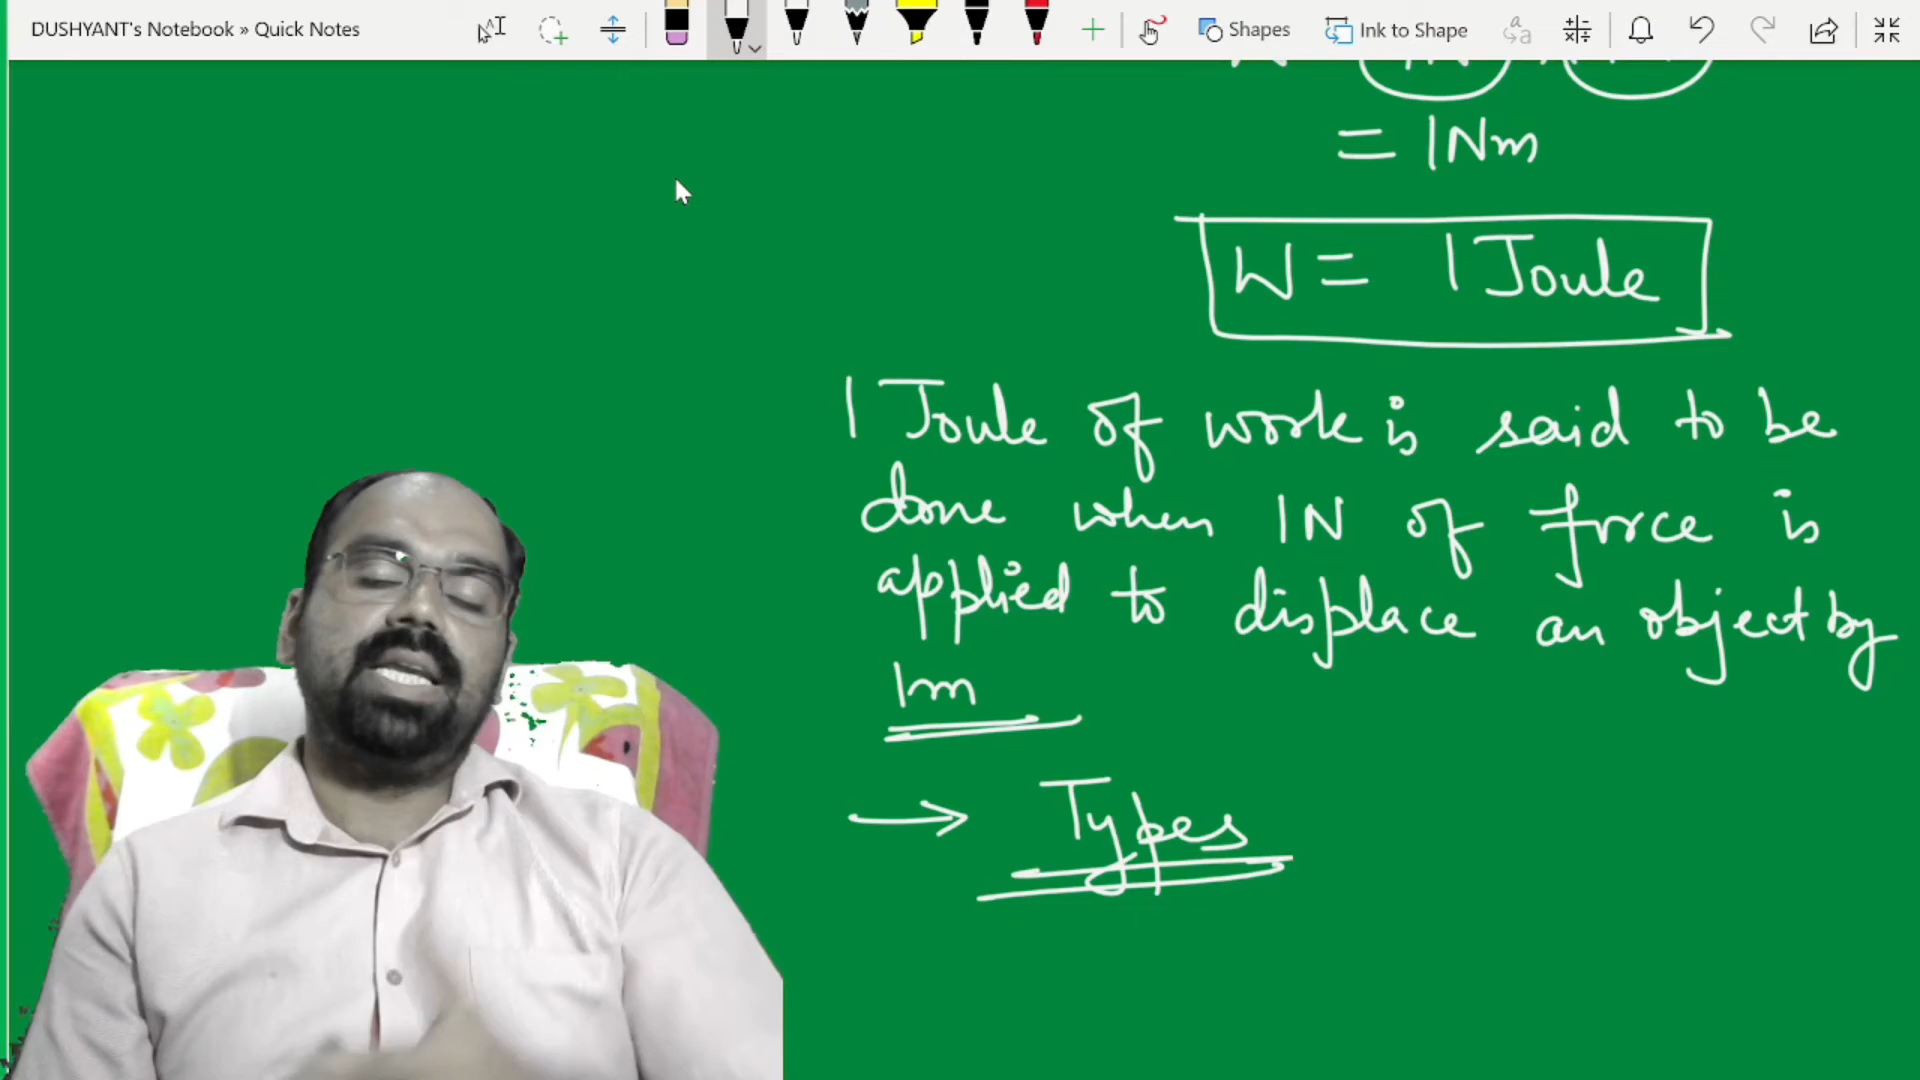 DUSHYANT's Notebook » Quick Notes
Shapes
Ink to Shape
= 1Nm
W = 1 Joule
1 Joule of work is said to be
done when 1N of force is
applied to displace an object by
1m
→ Types